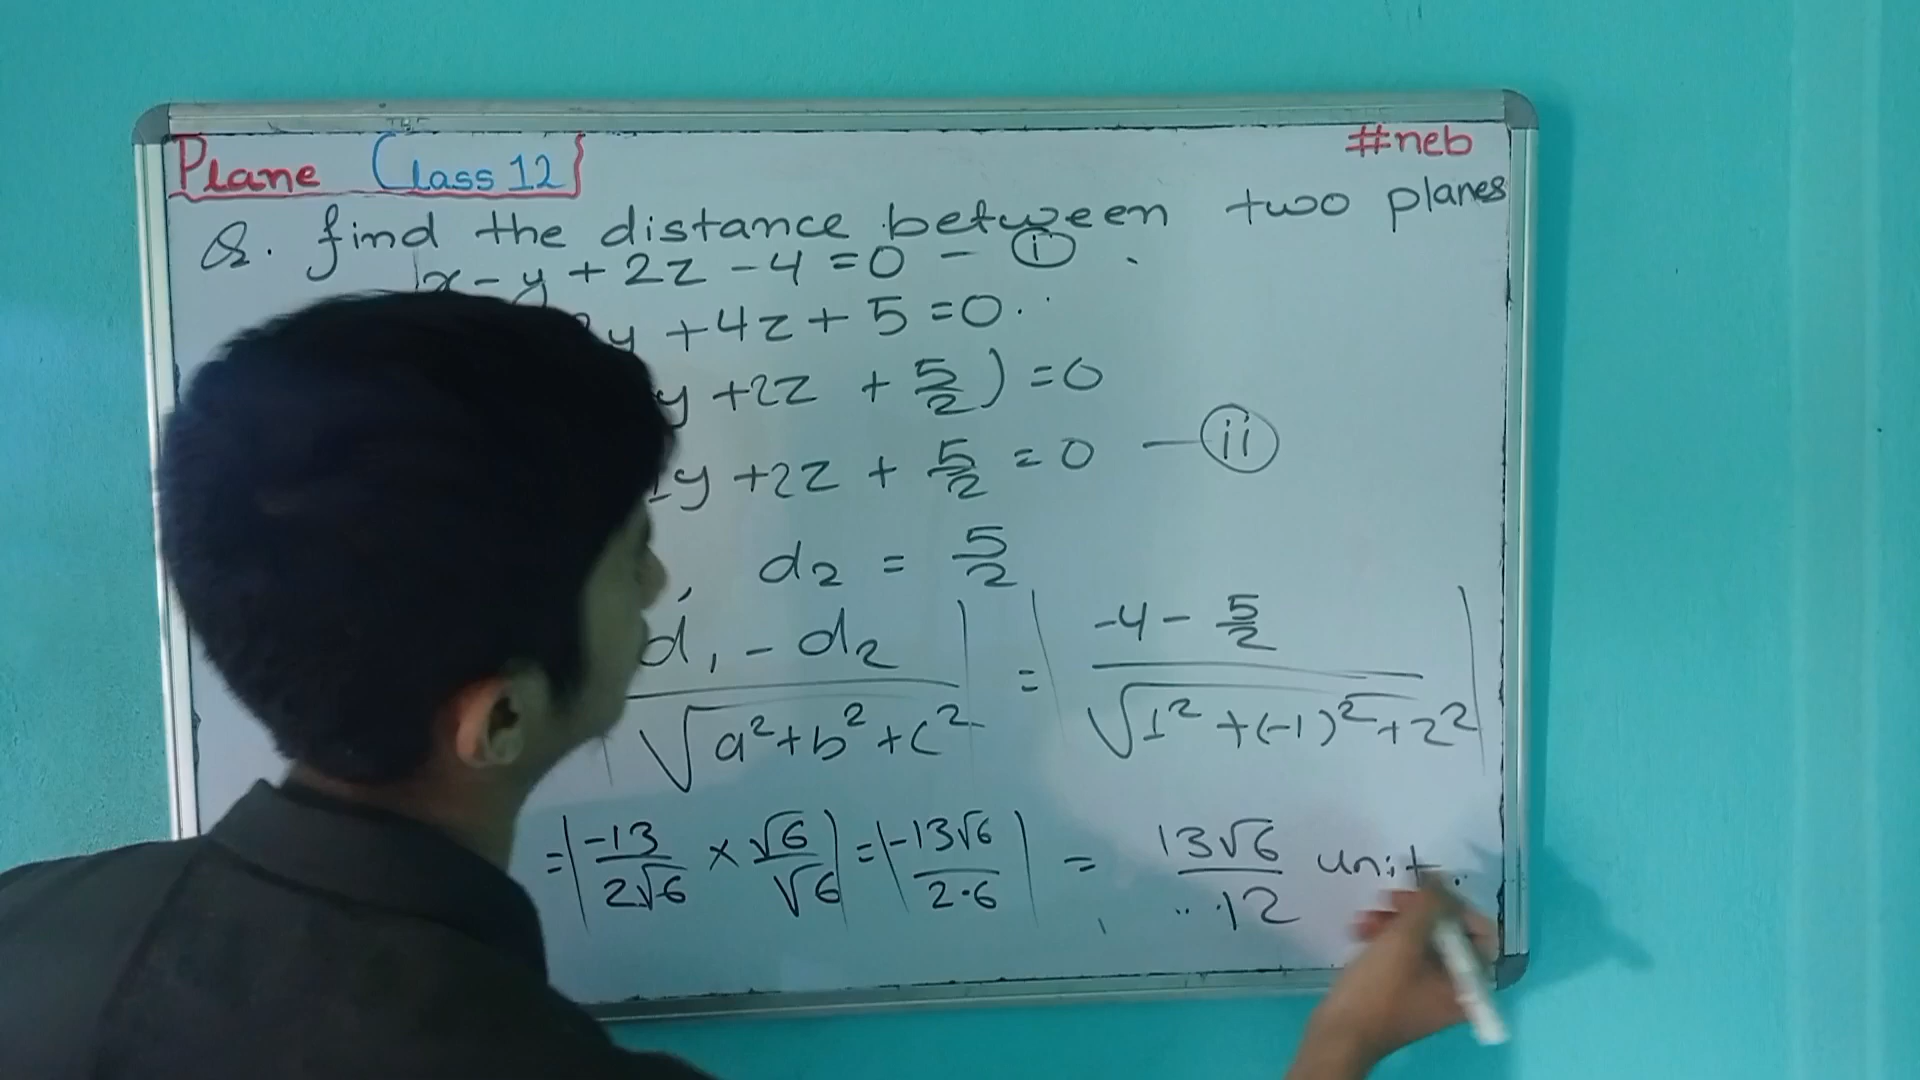 Plane Class 12
#neb
Q. find the distance between two planes
x - y + 2z - 4 = 0 - (i)
y + 4z + 5 = 0.
y + 2z + 5/2) = 0
y + 2z + 5/2 = 0 - (ii)
, d₂ = 5/2
d₁ - d₂ / √a² + b² + c² | = | -4 - 5/2 / √1² + (-1)² + 2² |
= | -13 / 2√6 × √6 / √6 | = | -13√6 / 2·6 | = 13√6 / 12 unit.